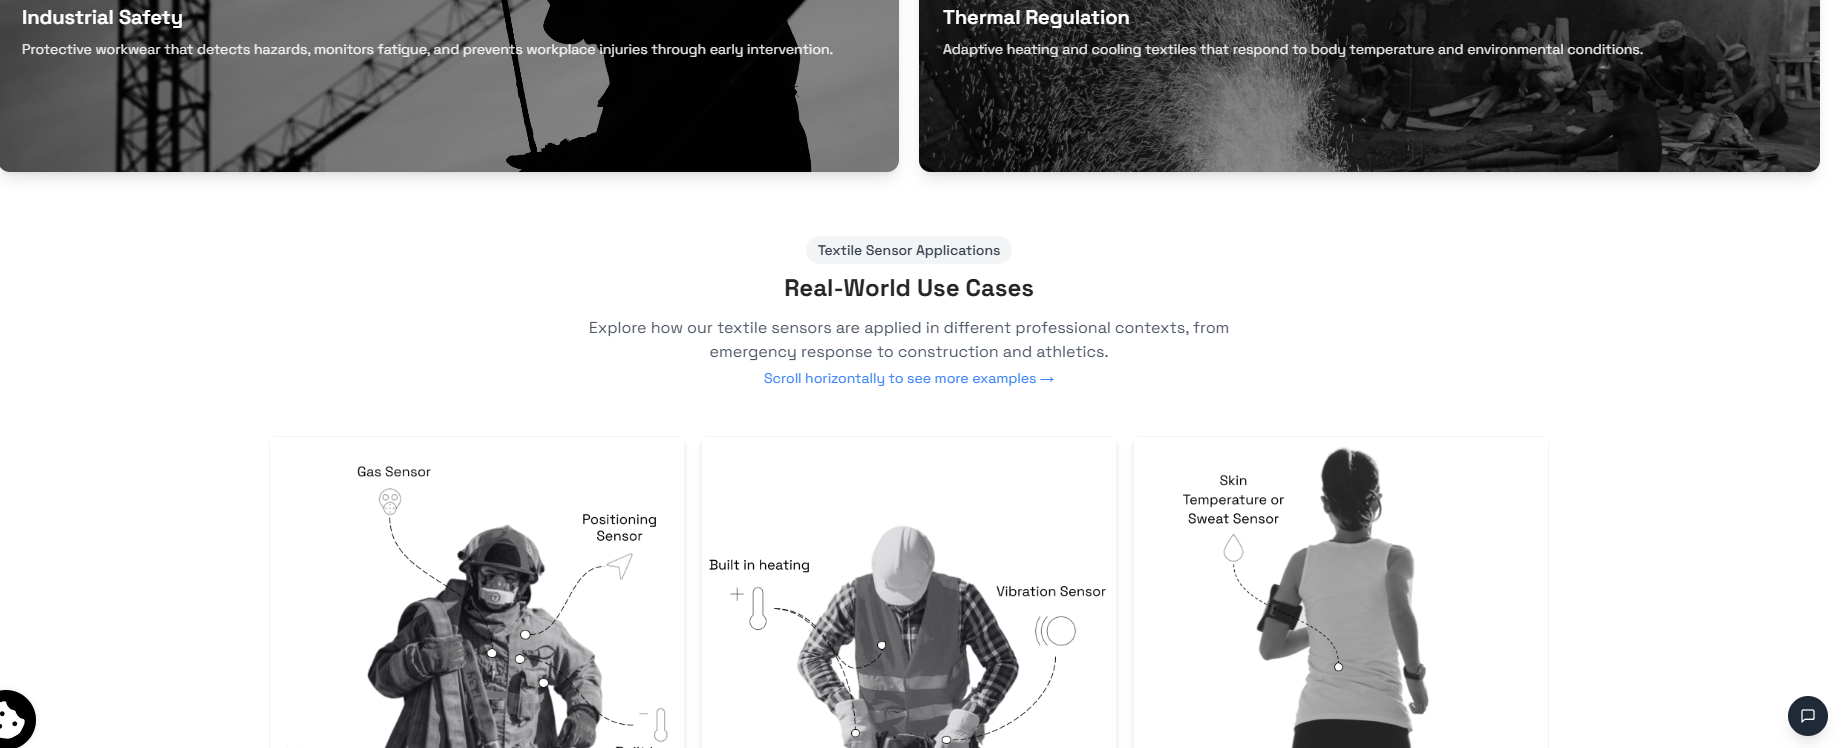 Industrial Safety
Protective workwear that detects hazards, monitors fatigue, and prevents workplace injuries through early intervention.
Thermal Regulation
Adaptive heating and cooling textiles that respond to body temperature and environmental conditions.
Textile Sensor Applications
Real-World Use Cases
Explore how our textile sensors are applied in different professional contexts, from
emergency response to construction and athletics.
Scroll horizontally to see more examples →
Gas Sensor
Positioning
Sensor
Built in heating
Vibration Sensor
Skin
Temperature or
Sweat Sensor